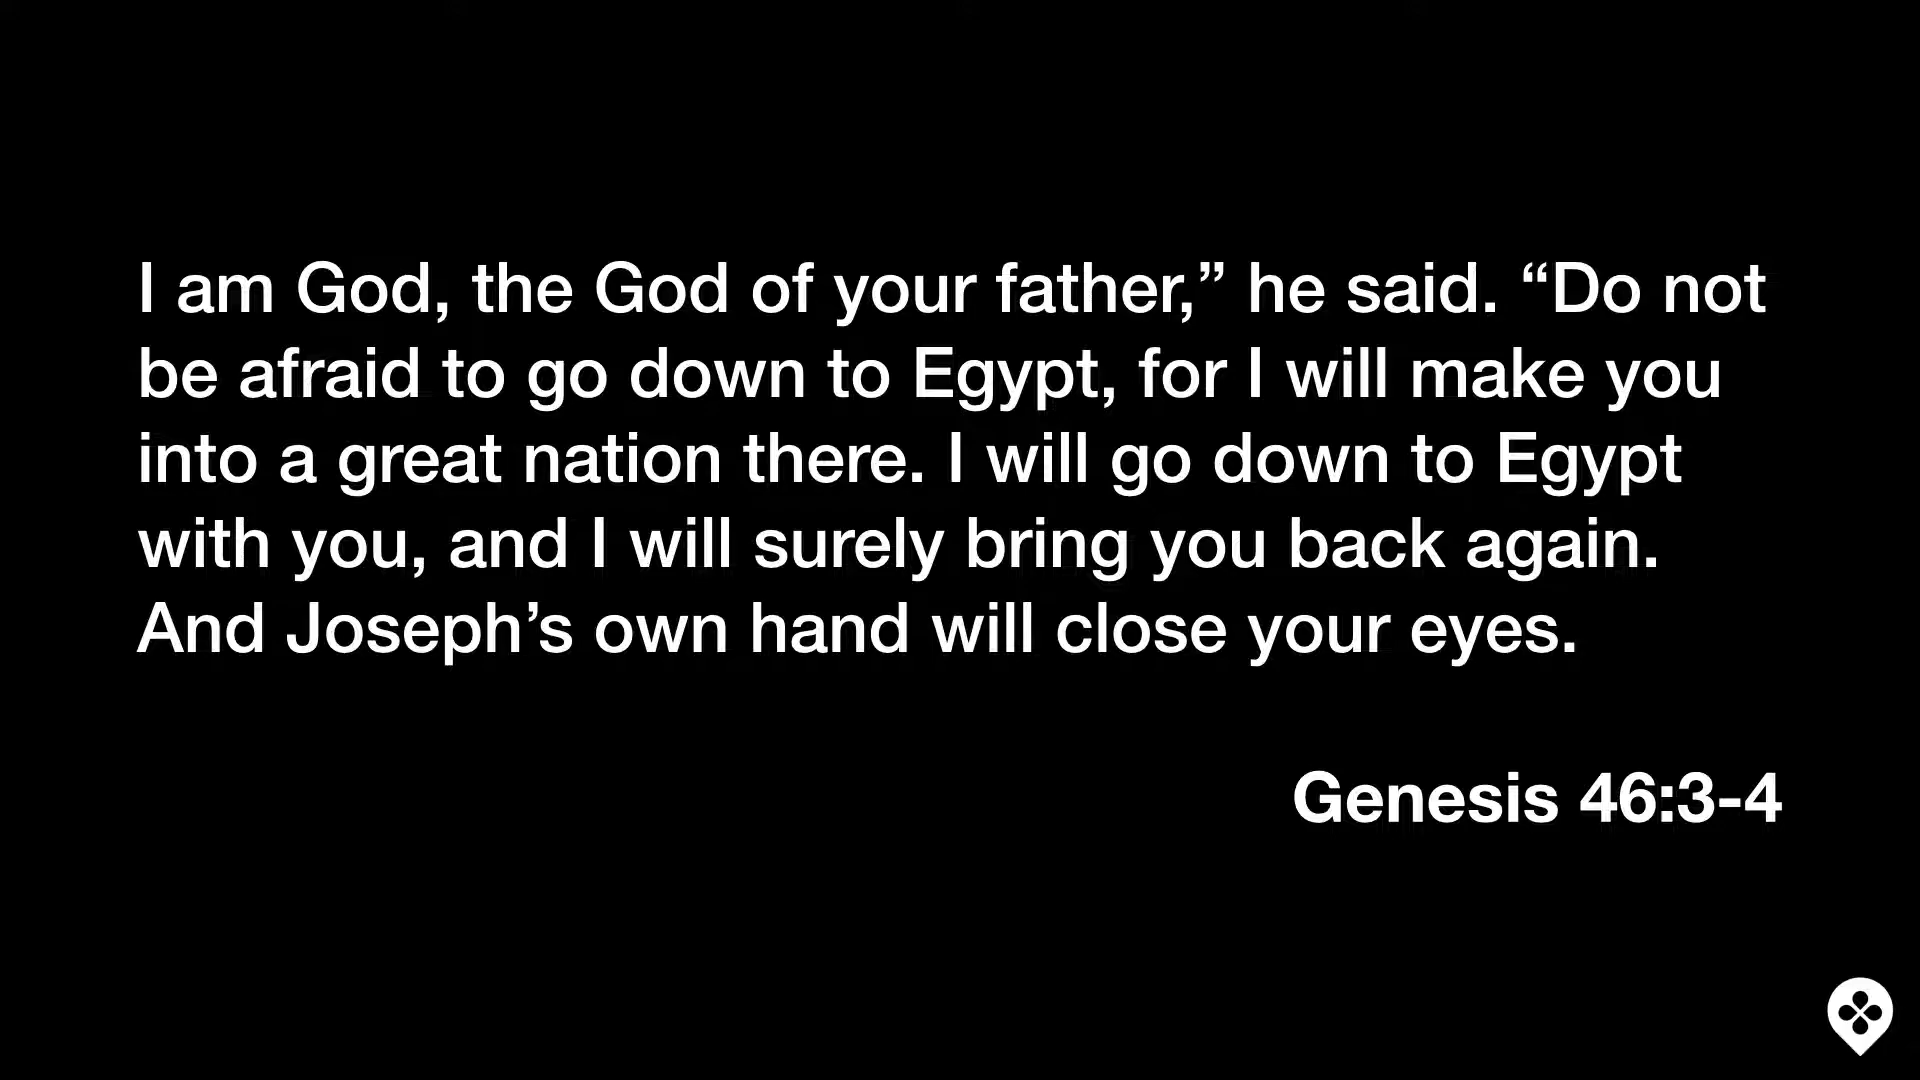 I am God, the God of your father,” he said. “Do not
be afraid to go down to Egypt, for I will make you
into a great nation there. I will go down to Egypt
with you, and I will surely bring you back again.
And Joseph’s own hand will close your eyes.
Genesis 46:3-4